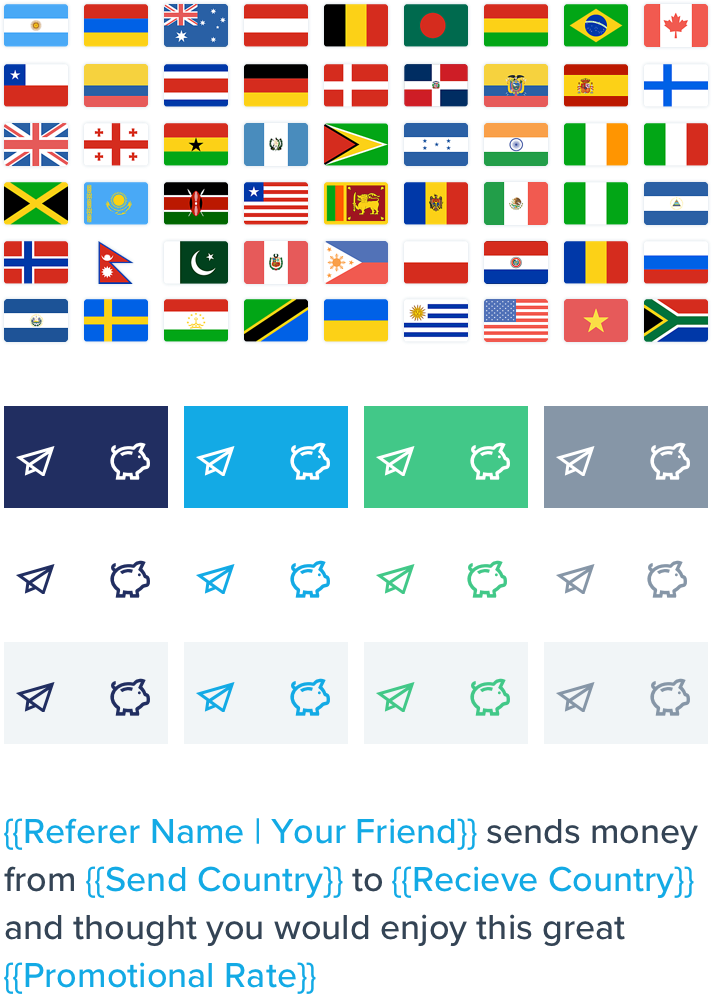 {{Referer Name | Your Friend}} sends money
from {{Send Country}} to {{Recieve Country}}
and thought you would enjoy this great
{{Promotional Rate}}